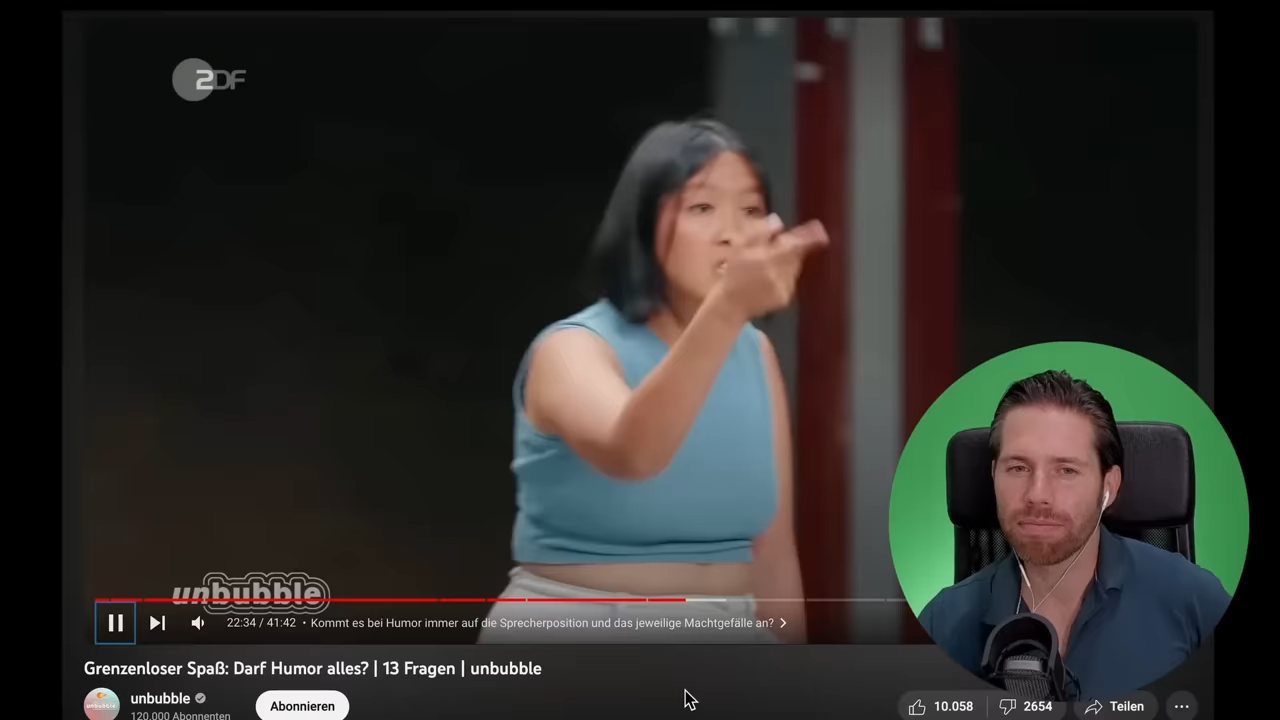 2DF
unbubble
22:34 / 41:42 • Kommt es bei Humor immer auf die Sprecherposition und das jeweilige Machtgefälle an?
Grenzenloser Spaß: Darf Humor alles? | 13 Fragen | unbubble
unbubble
120.000 Abonnenten
Abonnieren
10.058
2654
Teilen